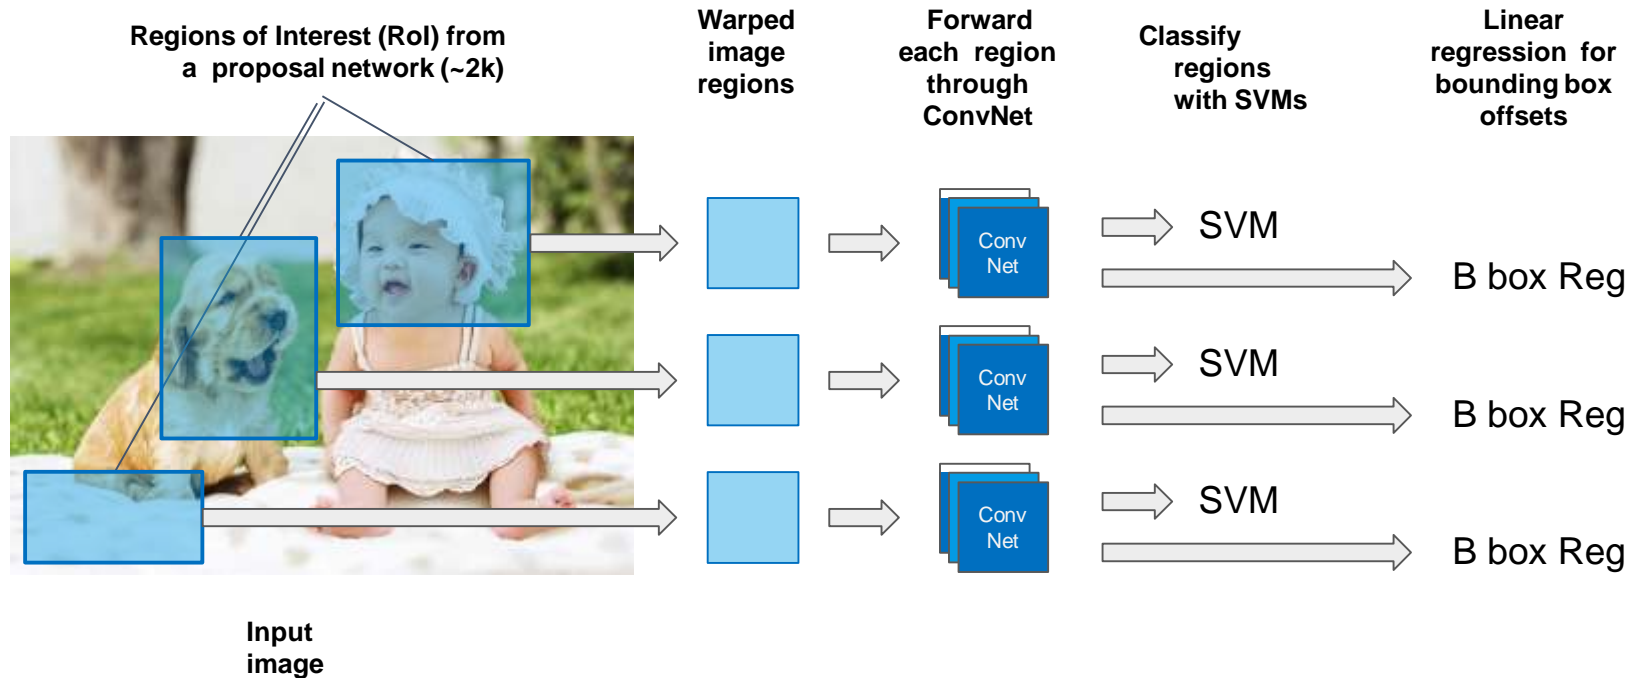 Regions of Interest (RoI) from
a proposal network (~2k)
Warped
image
regions
Forward
each region
through
ConvNet
Classify
regions
with SVMs
Linear
regression for
bounding box
offsets
Conv
Net
SVM
B box Reg
Conv
Net
SVM
B box Reg
Conv
Net
SVM
B box Reg
Input
image